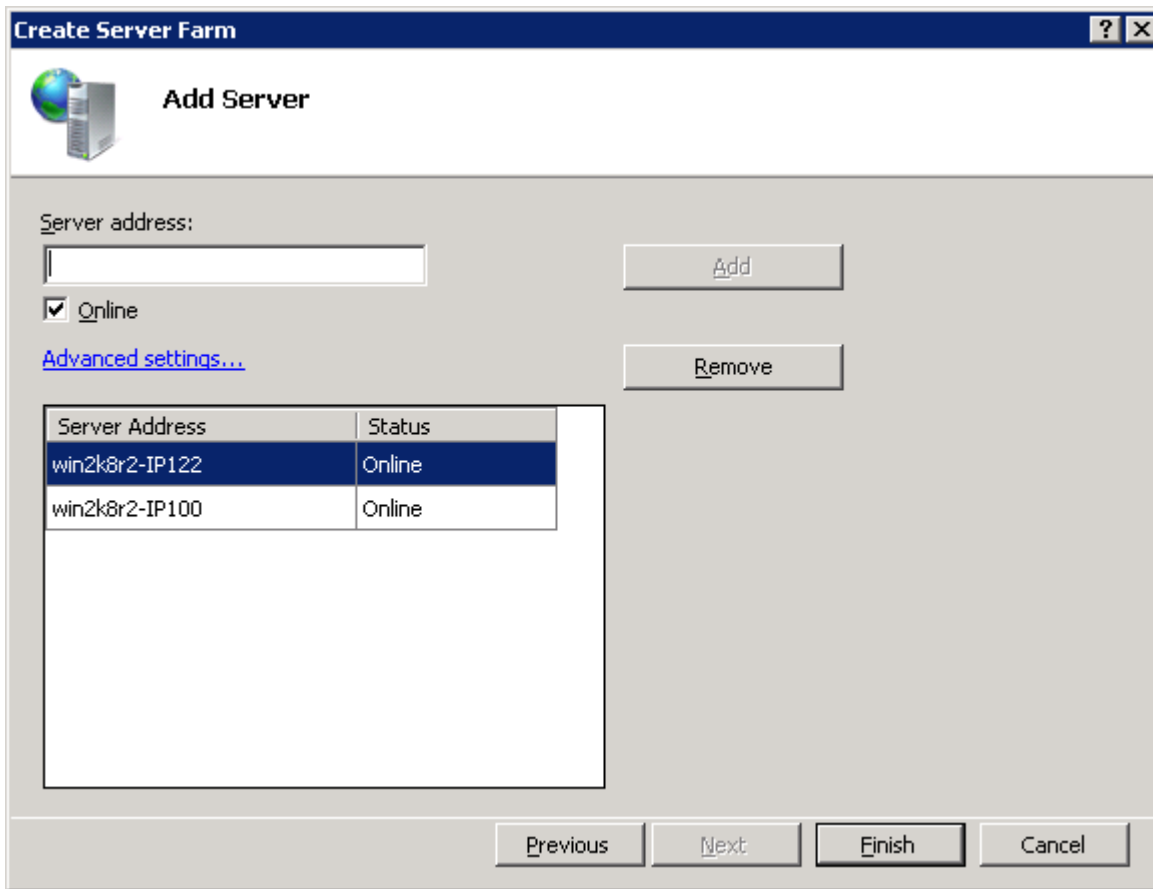 Create Server Farm
Add Server
Server address:
Add
Online
Advanced settings...
Remove
Server Address Status
win2k8r2-IP122 Online
win2k8r2-IP100 Online
Previous Next Finish Cancel